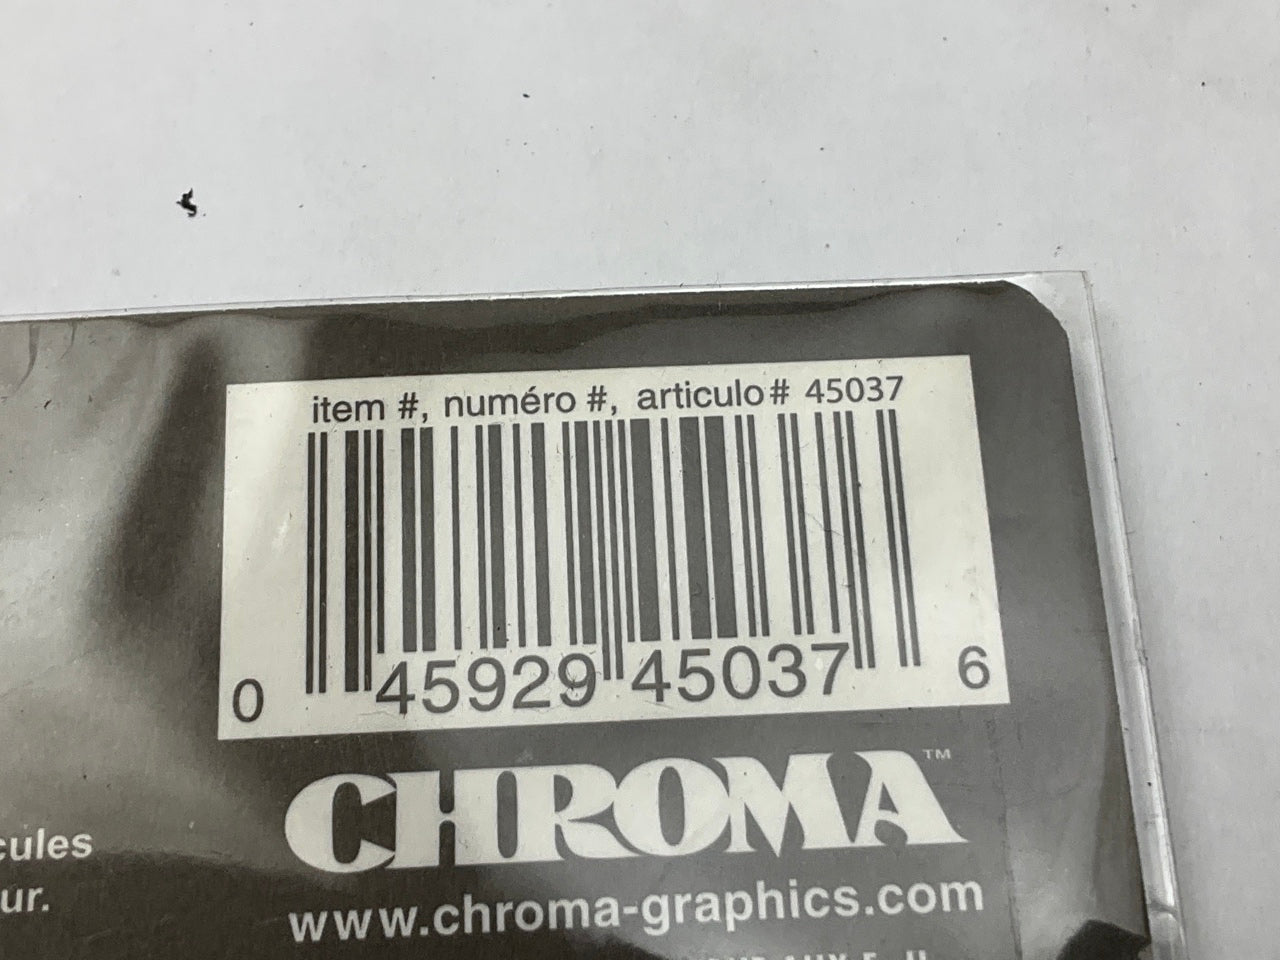 item #, numéro #, articulo # 45037
0 45929 45037 6
CHROMA™
cules
www.chroma-graphics.com
ur.